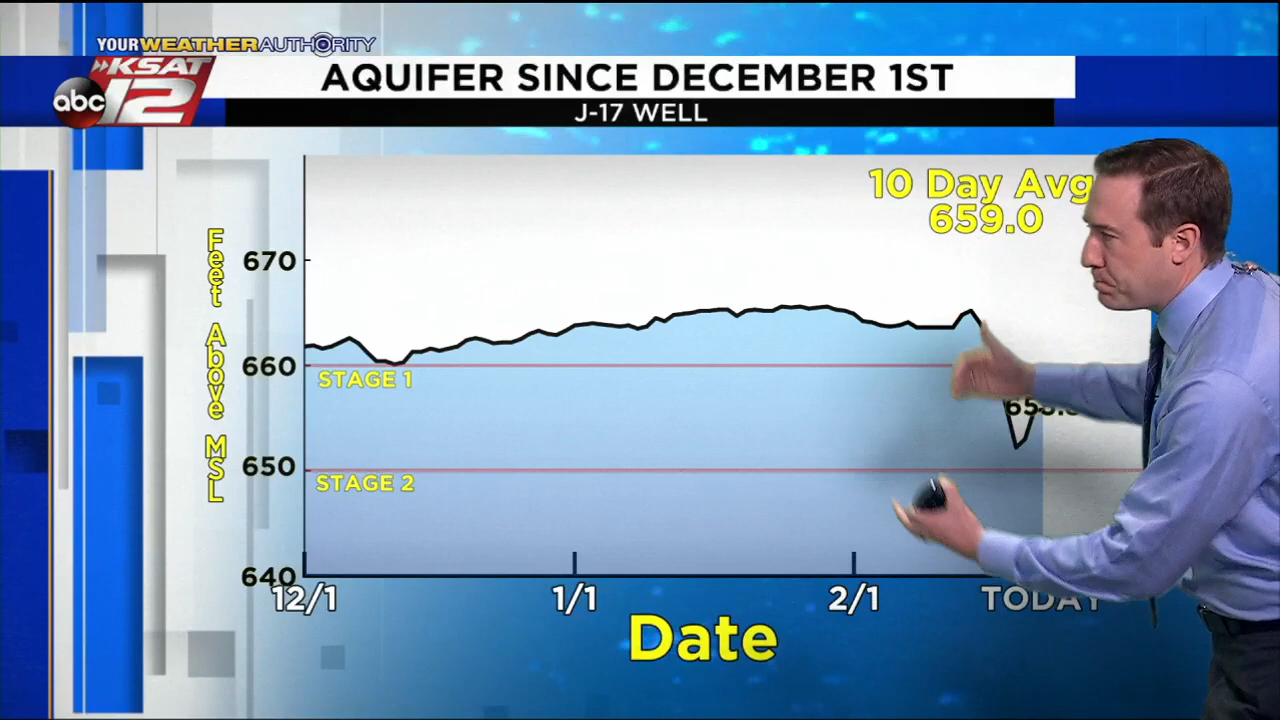 YOUR WEATHER AUTHORITY
KSAT
abc 12
AQUIFER SINCE DECEMBER 1ST
J-17 WELL
10 Day Avg
659.0
Feet Above MSL
670
660
STAGE 1
650
STAGE 2
640
12/1
1/1
2/1
TODAY
Date